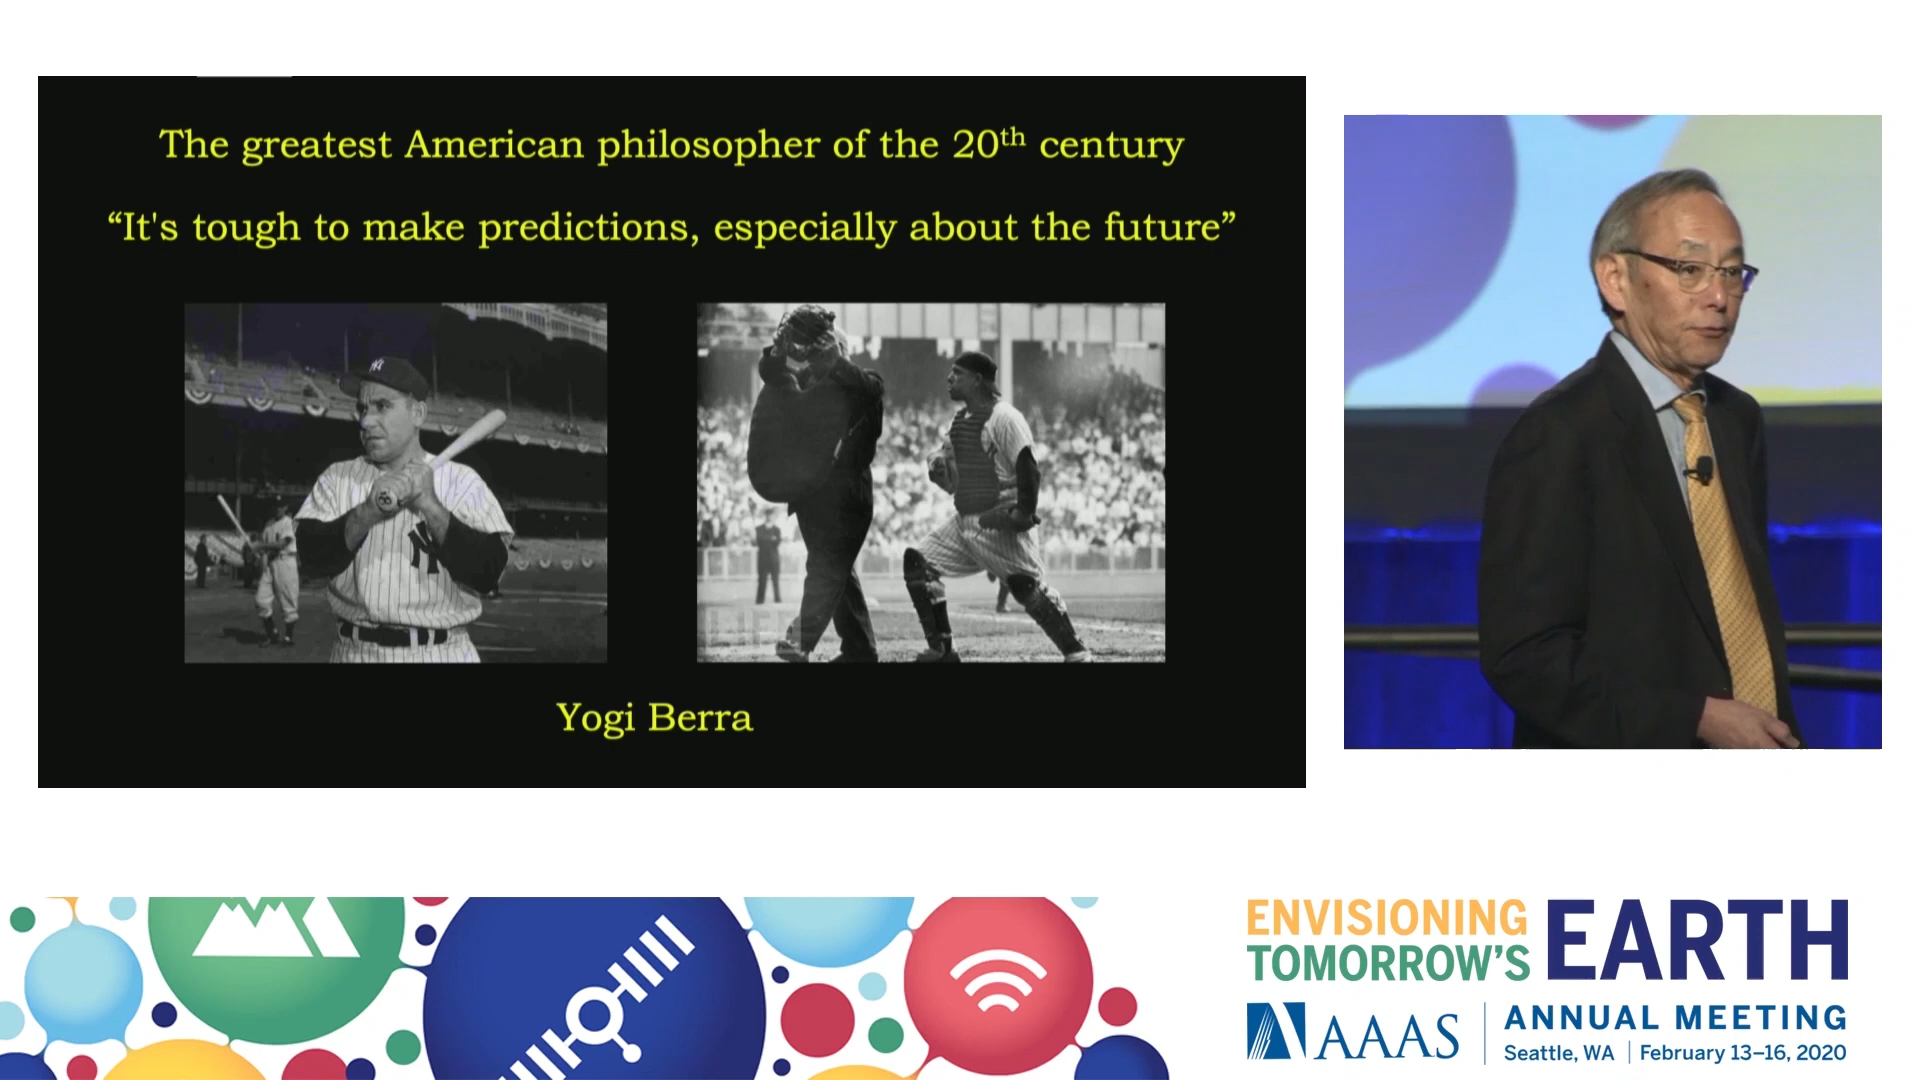 The greatest American philosopher of the 20th century
“It's tough to make predictions, especially about the future”
Yogi Berra
ENVISIONING
TOMORROW'S
EARTH
AAAS
ANNUAL MEETING
Seattle, WA | February 13–16, 2020